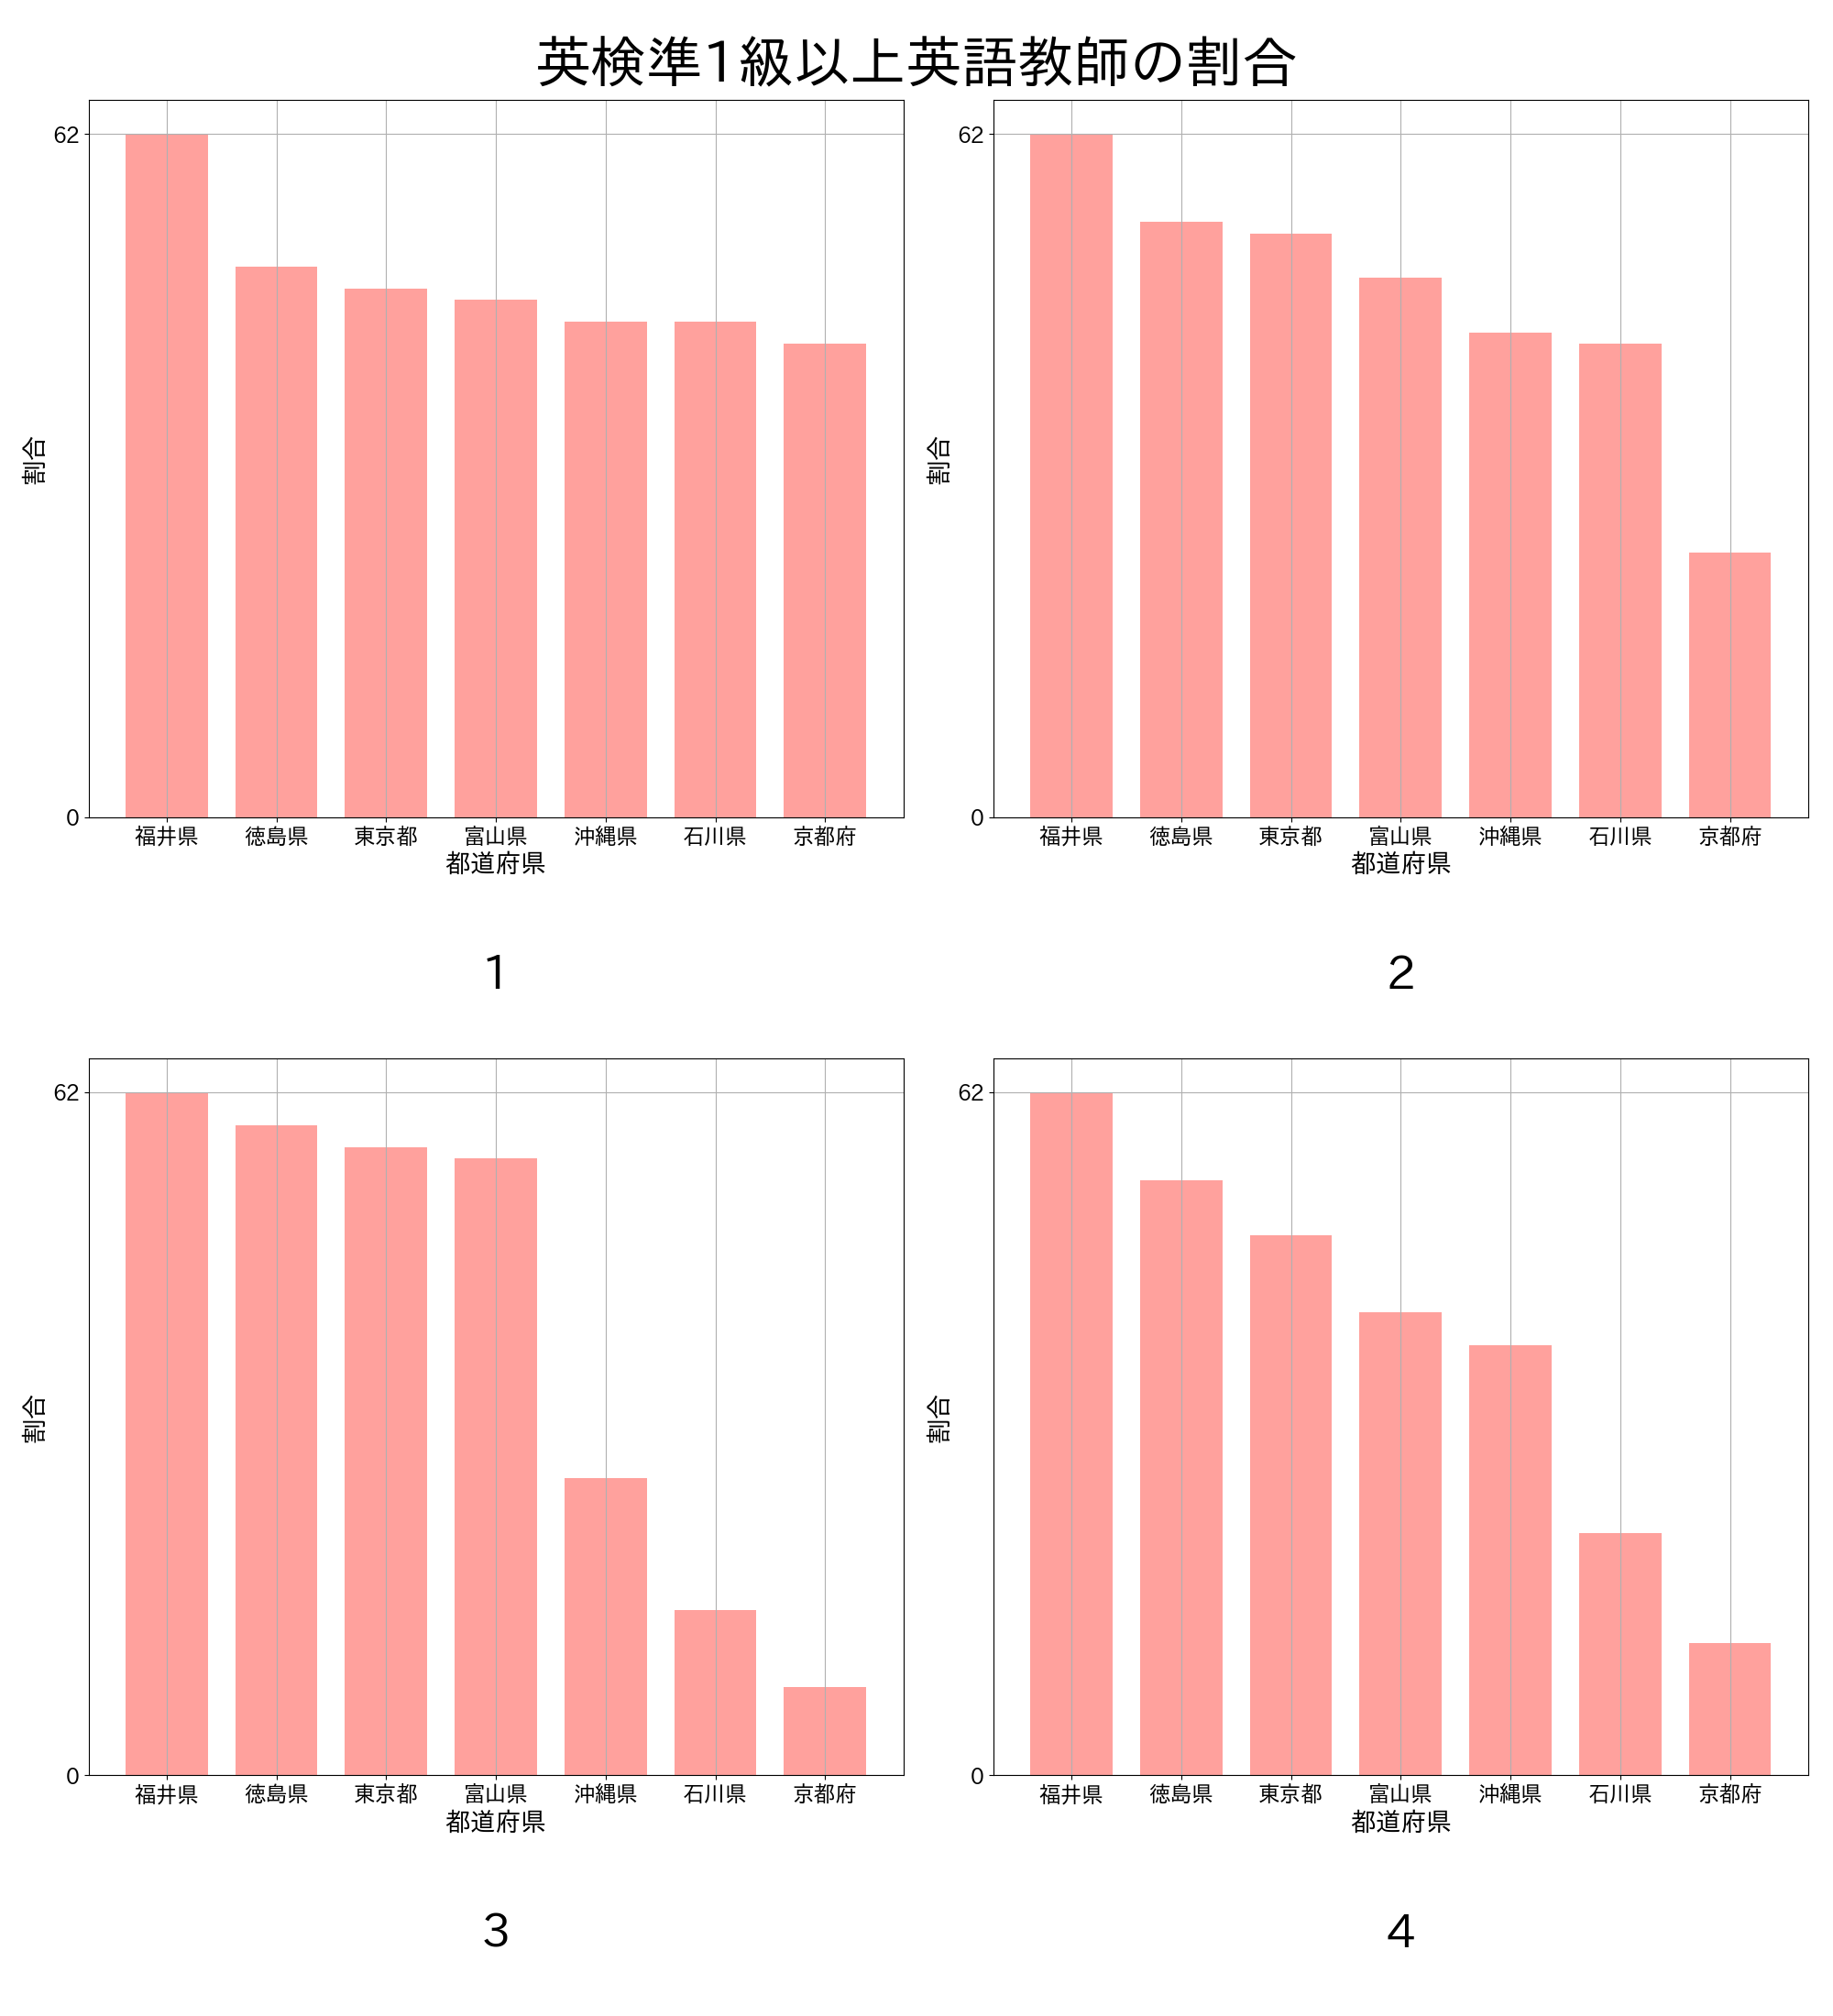 英検準1級以上英語教師の割合
62
0
割合
福井県 徳島県 東京都 富山県 沖縄県 石川県 京都府
都道府県
1
62
0
割合
福井県 徳島県 東京都 富山県 沖縄県 石川県 京都府
都道府県
2
62
0
割合
福井県 徳島県 東京都 富山県 沖縄県 石川県 京都府
都道府県
3
62
0
割合
福井県 徳島県 東京都 富山県 沖縄県 石川県 京都府
都道府県
4